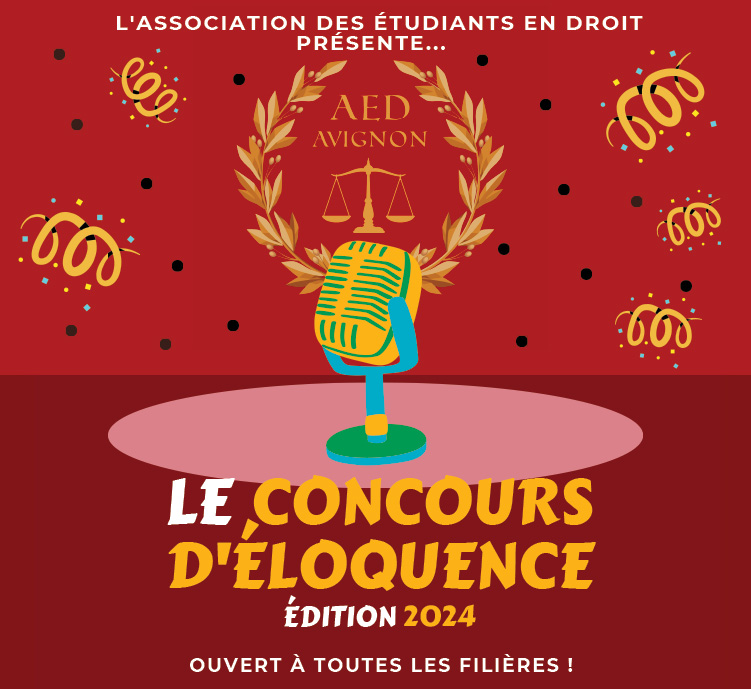 L'ASSOCIATION DES ÉTUDIANTS EN DROIT
PRÉSENTE...
AED
AVIGNON
LE CONCOURS
D'ÉLOQUENCE
ÉDITION 2024
OUVERT À TOUTES LES FILIÈRES !